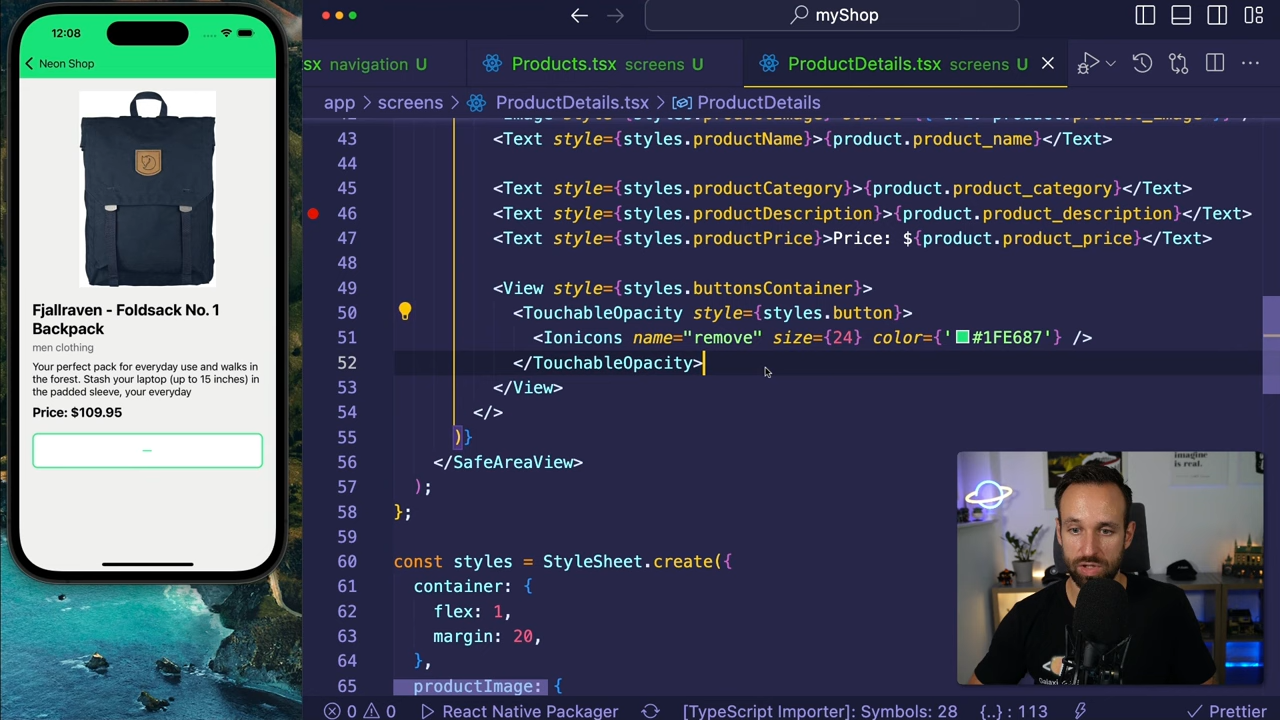 12:08
Neon Shop
Fjallraven - Foldsack No. 1
Backpack
men clothing
Your perfect pack for everyday use and walks in
the forest. Stash your laptop (up to 15 inches) in
the padded sleeve, your everyday
Price: $109.95
myShop
sx navigation U
Products.tsx screens U
ProductDetails.tsx screens U
app > screens > ProductDetails.tsx > ProductDetails
43 <Text style={styles.productName}>{product.product_name}</Text>
44
45 <Text style={styles.productCategory}>{product.product_category}</Text>
46 <Text style={styles.productDescription}>{product.product_description}</Text>
47 <Text style={styles.productPrice}>Price: ${product.product_price}</Text>
48
49 <View style={styles.buttonsContainer}>
50 <TouchableOpacity style={styles.button}>
51 <Ionicons name="remove" size={24} color={'#1FE687'} />
52 </TouchableOpacity>
53 </View>
54 </>
55 )}
56 </SafeAreaView>
57 );
58 };
59
60 const styles = StyleSheet.create({
61 container: {
62 flex: 1,
63 margin: 20,
64 },
65 productImage: {
imagine
is real.
0 0 React Native Packager [TypeScript Importer]: Symbols: 28 {..} : 113 Prettier